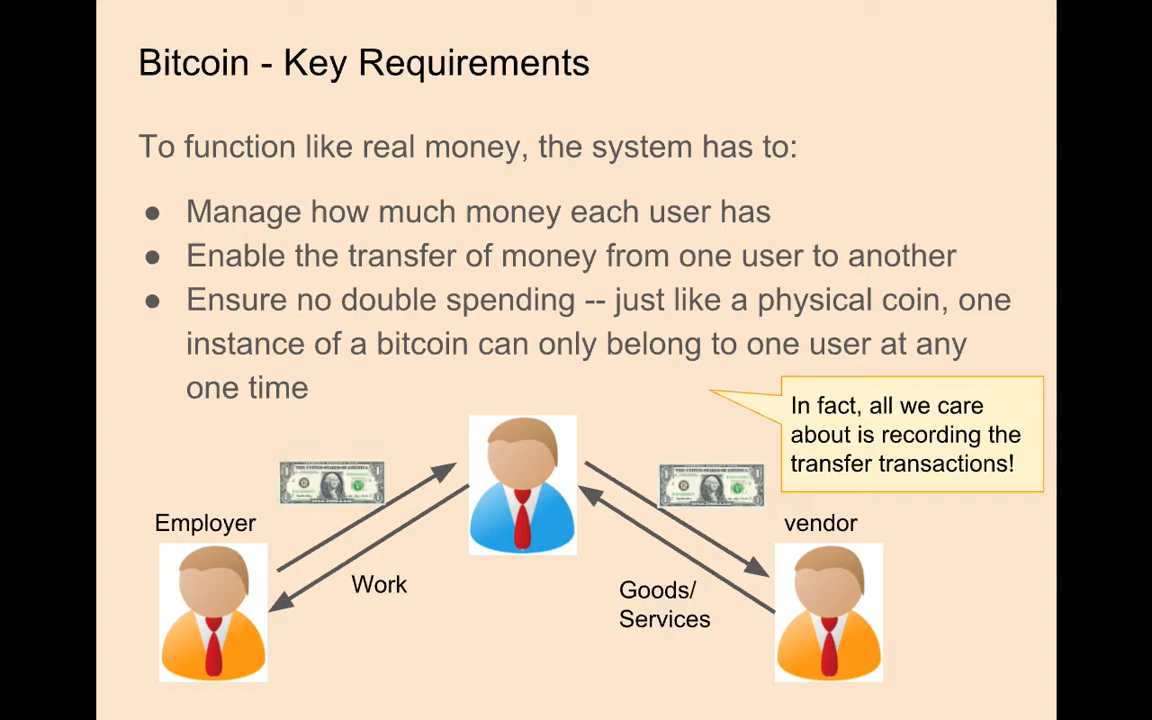 Bitcoin - Key Requirements
To function like real money, the system has to:
● Manage how much money each user has
● Enable the transfer of money from one user to another
● Ensure no double spending -- just like a physical coin, one
instance of a bitcoin can only belong to one user at any
one time
In fact, all we care
about is recording the
transfer transactions!
Employer
vendor
Work
Goods/
Services